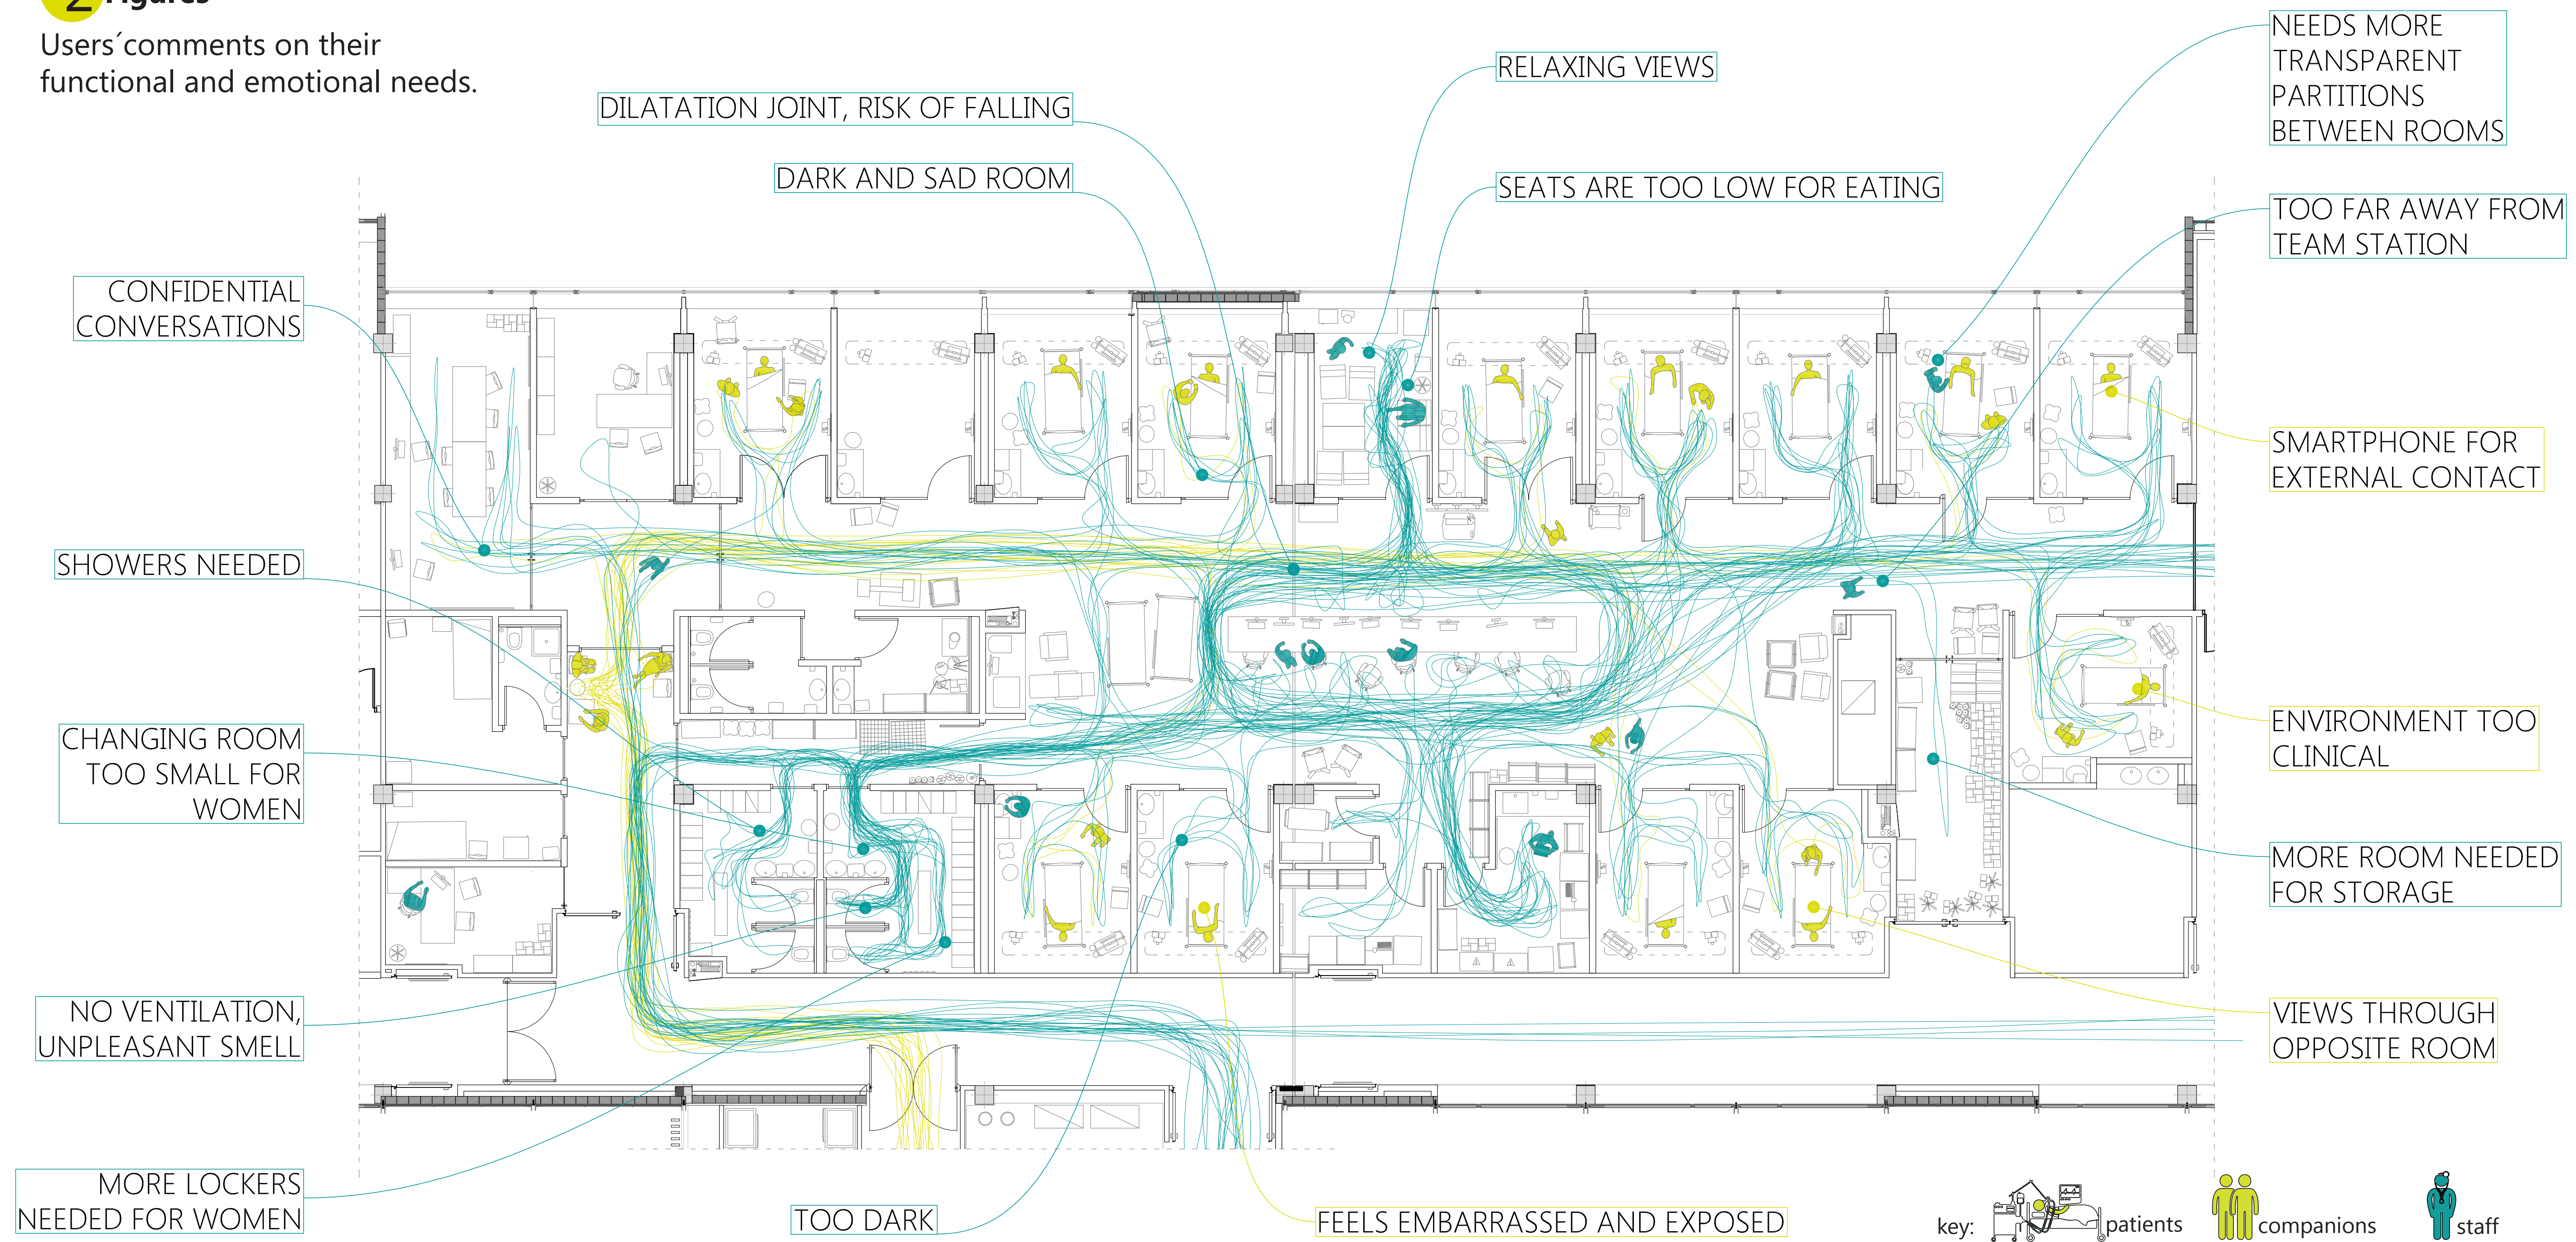 2 Figures
Users´comments on their
functional and emotional needs.
RELAXING VIEWS
NEEDS MORE
TRANSPARENT
PARTITIONS
BETWEEN ROOMS
DILATATION JOINT, RISK OF FALLING
DARK AND SAD ROOM
SEATS ARE TOO LOW FOR EATING
TOO FAR AWAY FROM
TEAM STATION
CONFIDENTIAL
CONVERSATIONS
SMARTPHONE FOR
EXTERNAL CONTACT
SHOWERS NEEDED
CHANGING ROOM
TOO SMALL FOR
WOMEN
ENVIRONMENT TOO
CLINICAL
MORE ROOM NEEDED
FOR STORAGE
NO VENTILATION,
UNPLEASANT SMELL
VIEWS THROUGH
OPPOSITE ROOM
MORE LOCKERS
NEEDED FOR WOMEN
TOO DARK
FEELS EMBARRASSED AND EXPOSED
key:
patients
companions
staff